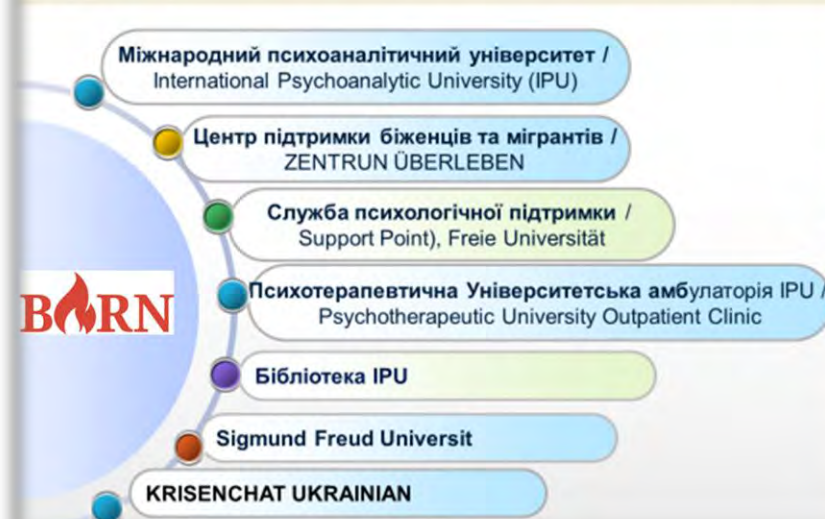 Міжнародний психоаналітичний університет /
International Psychoanalytic University (IPU)
Центр підтримки біженців та мігрантів /
ZENTRUN ÜBERLEBEN
Служба психологічної підтримки /
Support Point), Freie Universität
BORN
Психотерапевтична Університетська амбулаторія IPU /
Psychotherapeutic University Outpatient Clinic
Бібліотека IPU
Sigmund Freud Universit
KRISENCHAT UKRAINIAN